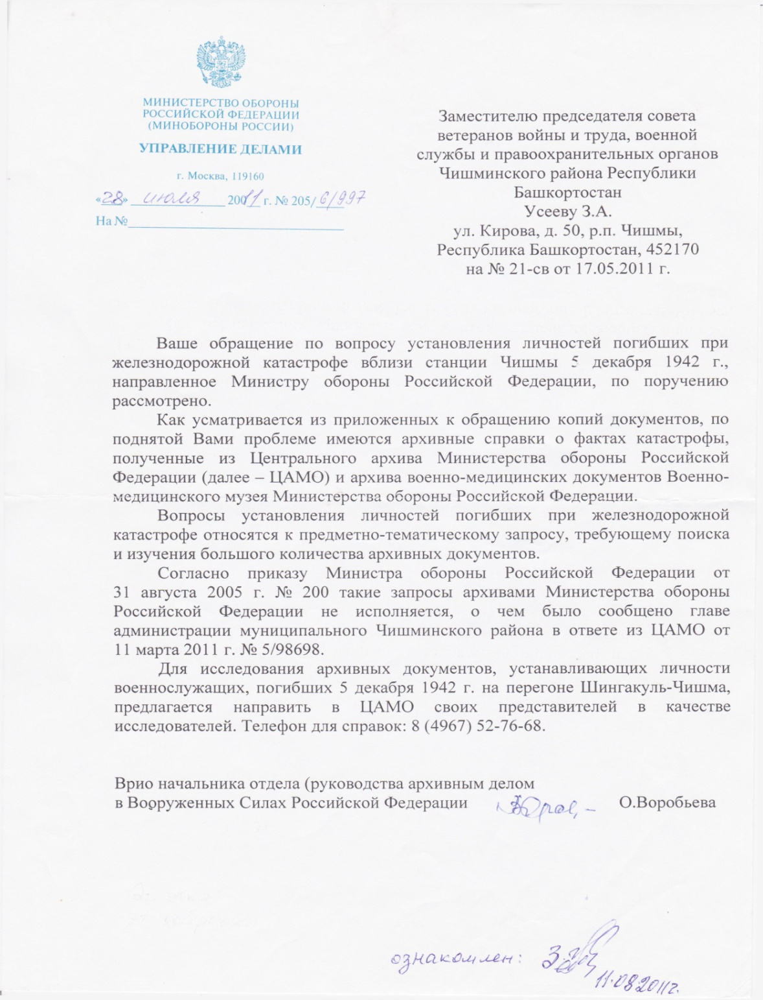 МИНИСТЕРСТВО ОБОРОНЫ
РОССИЙСКОЙ ФЕДЕРАЦИИ
(МИНОБОРОНЫ РОССИИ)
УПРАВЛЕНИЕ ДЕЛАМИ
г. Москва, 119160
«28» июля 20011 г. № 205/6/997
На №
Заместителю председателя совета
ветеранов войны и труда, военной
службы и правоохранительных органов
Чишминского района Республики
Башкортостан
Усееву З.А.
ул. Кирова, д. 50, р.п. Чишмы,
Республика Башкортостан, 452170
на № 21-св от 17.05.2011 г.
Ваше обращение по вопросу установления личностей погибших при
железнодорожной катастрофе вблизи станции Чишмы 5 декабря 1942 г.,
направленное Министру обороны Российской Федерации, по поручению
рассмотрено.
Как усматривается из приложенных к обращению копий документов, по
поднятой Вами проблеме имеются архивные справки о фактах катастрофы,
полученные из Центрального архива Министерства обороны Российской
Федерации (далее – ЦАМО) и архива военно-медицинских документов Военно-
медицинского музея Министерства обороны Российской Федерации.
Вопросы установления личностей погибших при железнодорожной
катастрофе относятся к предметно-тематическому запросу, требующему поиска
и изучения большого количества архивных документов.
Согласно приказу Министра обороны Российской Федерации от
31 августа 2005 г. № 200 такие запросы архивами Министерства обороны
Российской Федерации не исполняется, о чем было сообщено главе
администрации муниципального Чишминского района в ответе из ЦАМО от
11 марта 2011 г. № 5/98698.
Для исследования архивных документов, устанавливающих личности
военнослужащих, погибших 5 декабря 1942 г. на перегоне Шингакуль-Чишма,
предлагается направить в ЦАМО своих представителей в качестве
исследователей. Телефон для справок: 8 (4967) 52-76-68.
Врио начальника отдела (руководства архивным делом
в Вооруженных Силах Российской Федерации О.Воробьева
ознакомлен:
11.08.2011г.